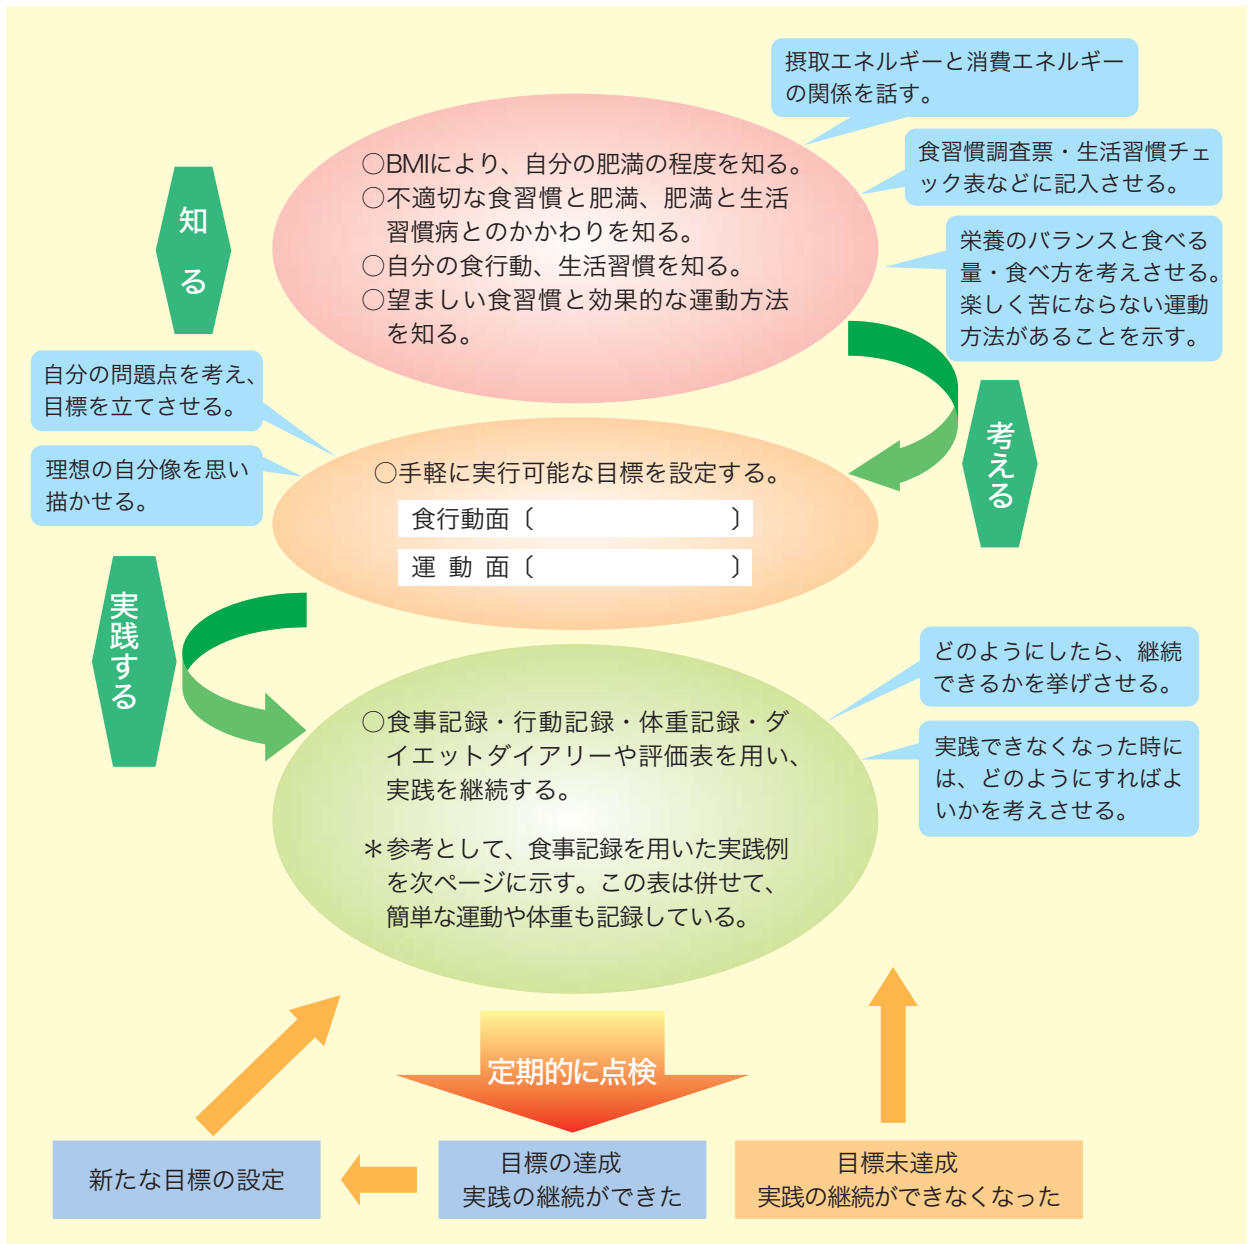 摂取エネルギーと消費エネルギー
の関係を話す。
食習慣調査票・生活習慣チェ
ック表などに記入させる。
栄養のバランスと食べる
量・食べ方を考えさせる。
楽しく苦にならない運動
方法があることを示す。
知る
○BMIにより、自分の肥満の程度を知る。
○不適切な食習慣と肥満、肥満と生活
習慣病とのかかわりを知る。
○自分の食行動、生活習慣を知る。
○望ましい食習慣と効果的な運動方法
を知る。
考える
自分の問題点を考え、
目標を立てさせる。
理想の自分像を思い
描かせる。
○手軽に実行可能な目標を設定する。
食行動面〔　　　　　　　　〕
運 動 面〔　　　　　　　　〕
実践する
どのようにしたら、継続
できるかを挙げさせる。
実践できなくなった時に
は、どのようにすればよ
いかを考えさせる。
○食事記録・行動記録・体重記録・ダ
イエットダイアリーや評価表を用い、
実践を継続する。
＊参考として、食事記録を用いた実践例
を次ページに示す。この表は併せて、
簡単な運動や体重も記録している。
定期的に点検
新たな目標の設定
目標の達成
実践の継続ができた
目標未達成
実践の継続ができなくなった